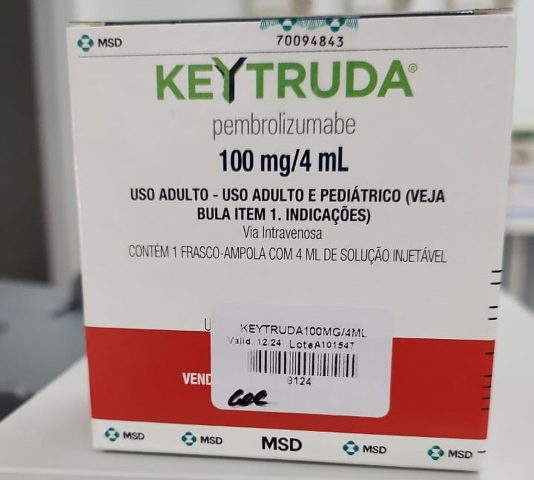 MSD
70094843
KEYTRUDA®
pembrolizumabe
100 mg/4 mL
USO ADULTO - USO ADULTO E PEDIÁTRICO (VEJA
BULA ITEM 1. INDICAÇÕES)
Via Intravenosa
CONTÉM 1 FRASCO-AMPOLA COM 4 ML DE SOLUÇÃO INJETÁVEL
KEYTRUDA100MG/4ML
Valid. 12/24 LoteA101547
3124
VEND
MSD
MSD
MSD
MSD
MSD